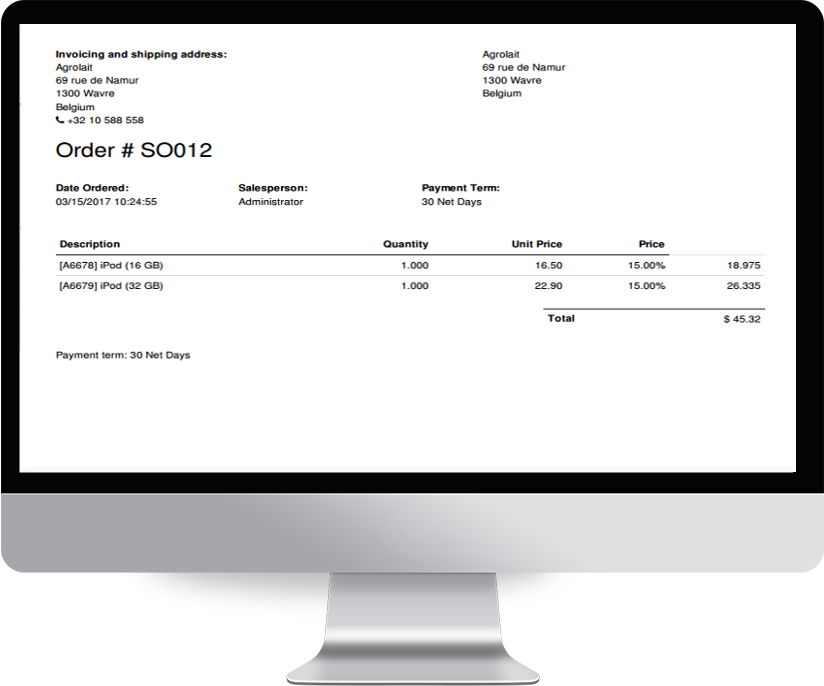 Invoicing and shipping address:
Agrolait
69 rue de Namur
1300 Wavre
Belgium
+32 10 588 558
Agrolait
69 rue de Namur
1300 Wavre
Belgium
Order # SO012
Date Ordered: Salesperson: Payment Term:
03/15/2017 10:24:55 Administrator 30 Net Days
Description Quantity Unit Price Price
[A6678] iPod (16 GB) 1.000 16.50 15.00% 18.975
[A6679] iPod (32 GB) 1.000 22.90 15.00% 26.335
Total $ 45.32
Payment term: 30 Net Days